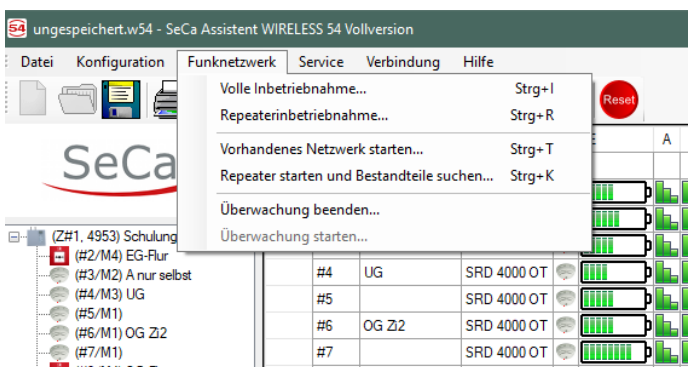 54 ungespeichert.w54 - SeCa Assistent WIRELESS 54 Vollversion
Datei Konfiguration Funknetzwerk Service Verbindung Hilfe
Volle Inbetriebnahme... Strg+I
Repeaterinbetriebnahme... Strg+R
Vorhandenes Netzwerk starten... Strg+T
Repeater starten und Bestandteile suchen... Strg+K
Überwachung beenden...
Überwachung starten...
Reset
A
SeCa
(Z#1, 4953) Schulung
(#2/M4) EG-Flur
(#3/M2) A nur selbst
(#4/M3) UG
(#5/M1)
(#6/M1) OG Zi2
(#7/M1)
#4 UG SRD 4000 OT
#5 SRD 4000 OT
#6 OG Zi2 SRD 4000 OT
#7 SRD 4000 OT